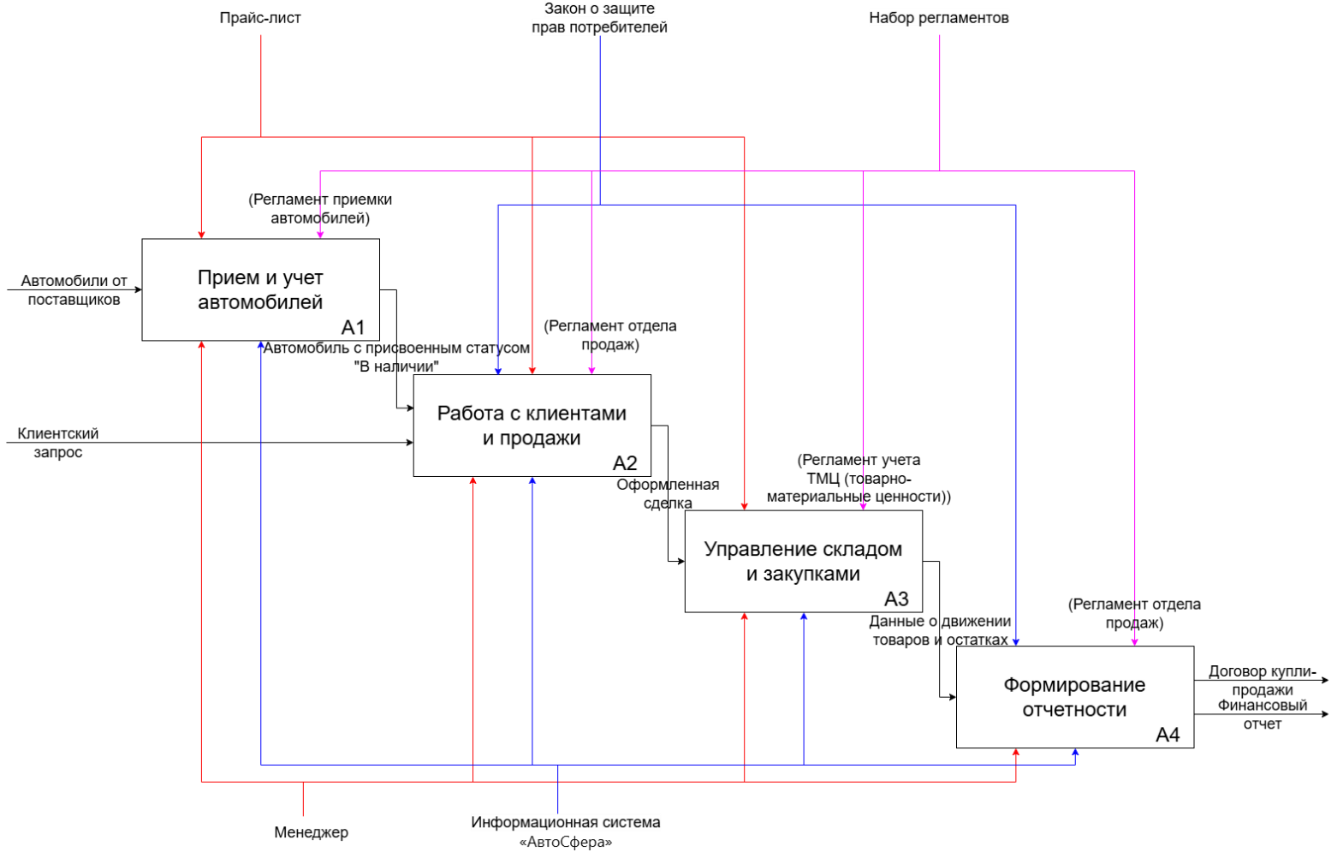 Прайс-лист
Закон о защите
прав потребителей
Набор регламентов
(Регламент приемки
автомобилей)
Автомобили от
поставщиков
Прием и учет
автомобилей
A1
Автомобиль с присвоенным статусом
"В наличии"
(Регламент отдела
продаж)
Клиентский
запрос
Работа с клиентами
и продажи
A2
Оформленная
сделка
(Регламент учета
ТМЦ (товарно-
материальные ценности))
Управление складом
и закупками
A3
Данные о движении
товаров и остатках
(Регламент отдела
продаж)
Формирование
отчетности
A4
Договор купли-
продажи
Финансовый
отчет
Менеджер
Информационная система
«АвтоСфера»